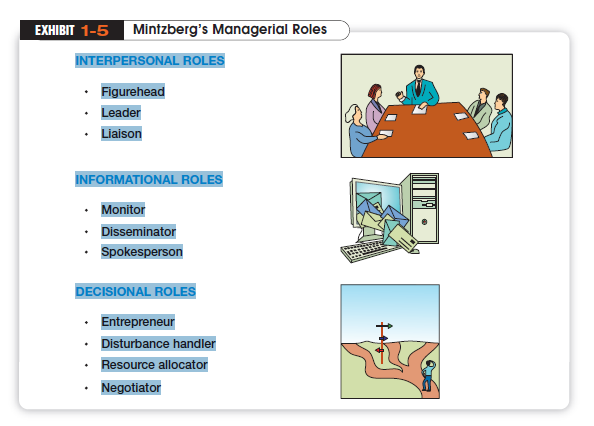 EXHIBIT 1-5 Mintzberg's Managerial Roles
INTERPERSONAL ROLES
• Figurehead
• Leader
• Liaison
INFORMATIONAL ROLES
• Monitor
• Disseminator
• Spokesperson
DECISIONAL ROLES
• Entrepreneur
• Disturbance handler
• Resource allocator
• Negotiator